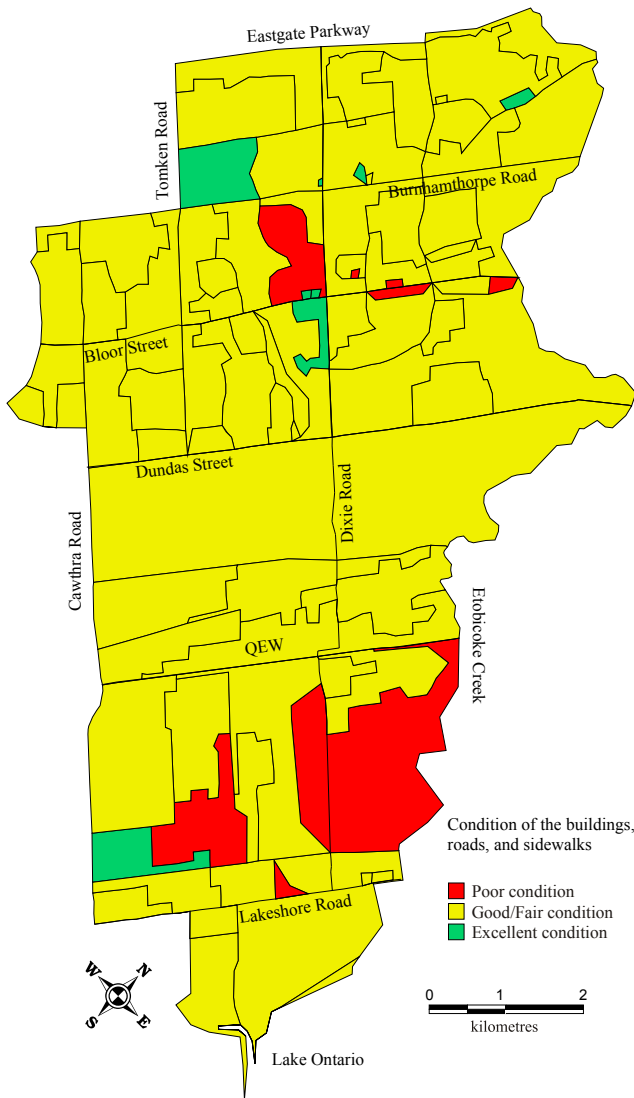 Eastgate Parkway
Tomken Road
Burnhamthorpe Road
Bloor Street
Dundas Street
Dixie Road
Cawthra Road
Etobicoke Creek
QEW
Condition of the buildings,
roads, and sidewalks
Poor condition
Good/Fair condition
Excellent condition
Lakeshore Road
W N
S E
0 1 2
kilometres
Lake Ontario